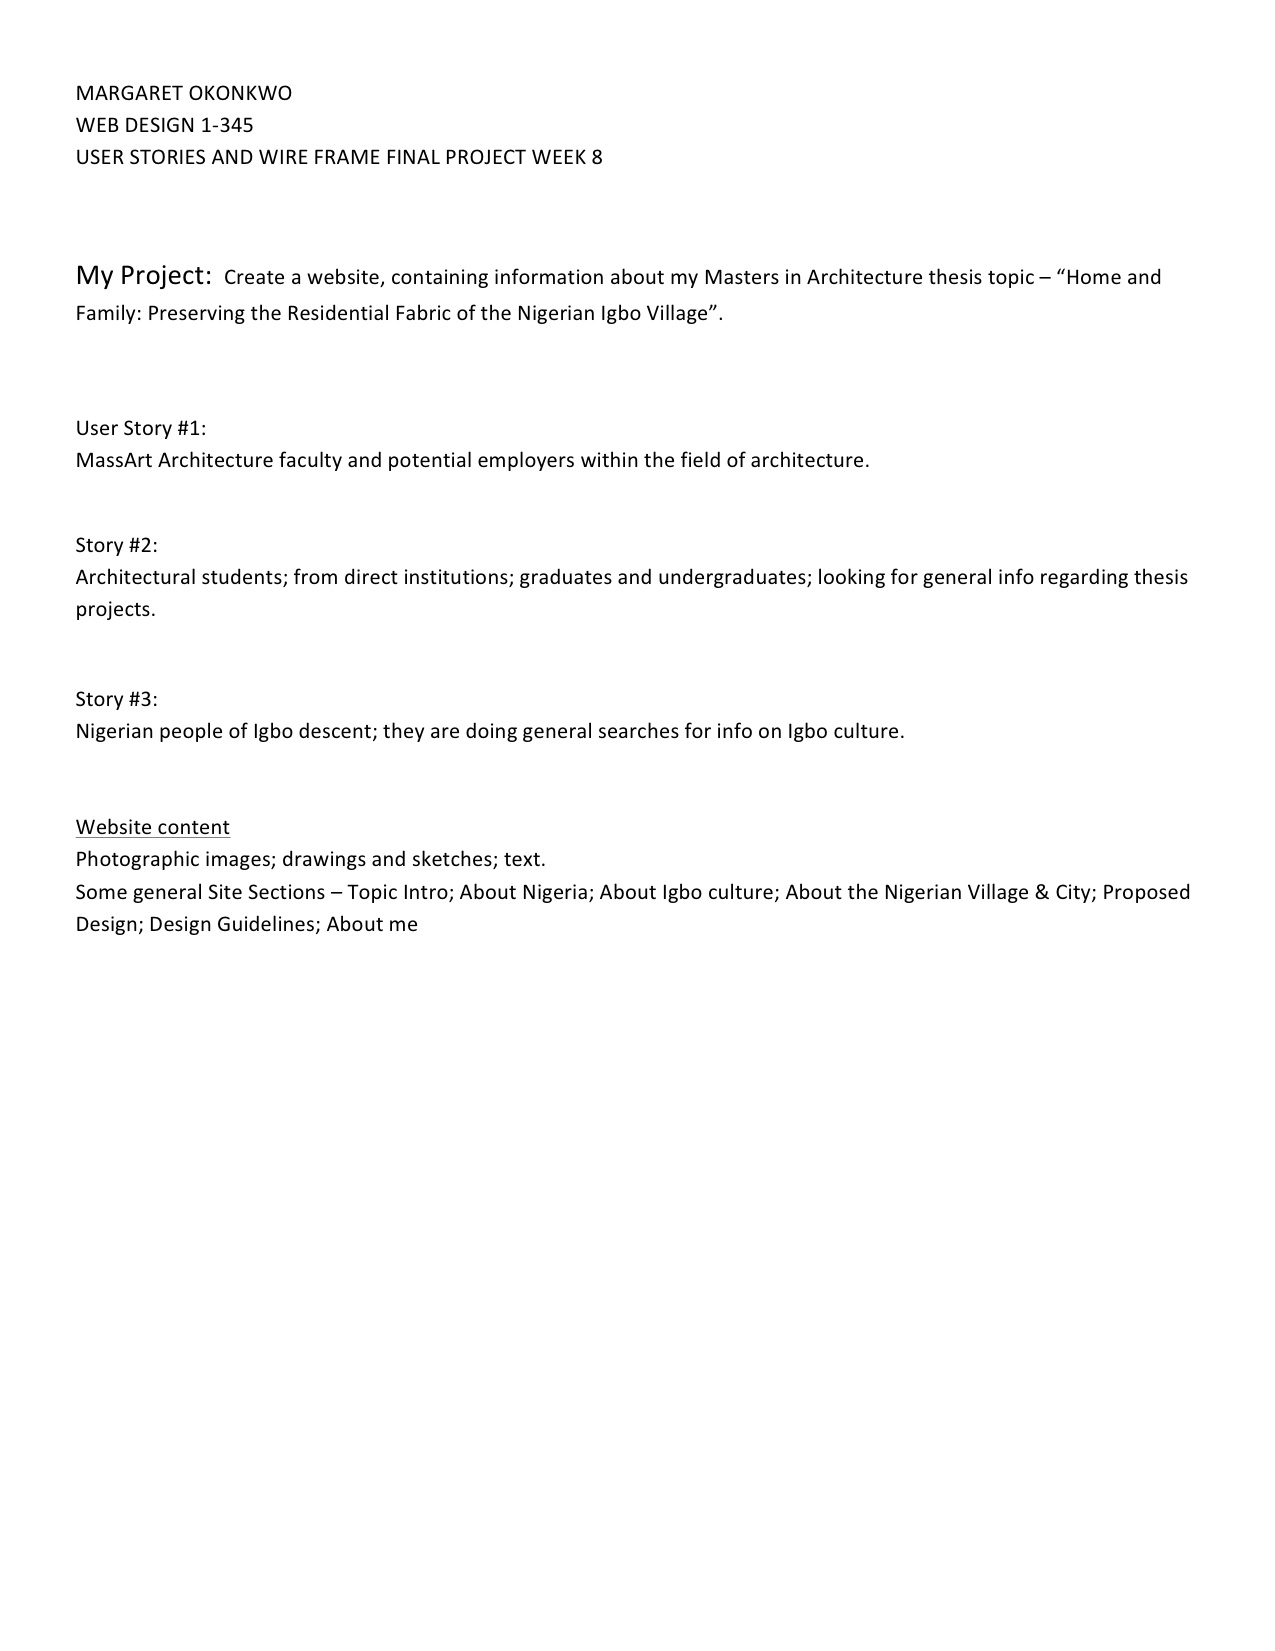 MARGARET OKONKWO
WEB DESIGN 1-345
USER STORIES AND WIRE FRAME FINAL PROJECT WEEK 8
My Project:  Create a website, containing information about my Masters in Architecture thesis topic – “Home and
Family: Preserving the Residential Fabric of the Nigerian Igbo Village”.
User Story #1:
MassArt Architecture faculty and potential employers within the field of architecture.
Story #2:
Architectural students; from direct institutions; graduates and undergraduates; looking for general info regarding thesis
projects.
Story #3:
Nigerian people of Igbo descent; they are doing general searches for info on Igbo culture.
Website content
Photographic images; drawings and sketches; text.
Some general Site Sections – Topic Intro; About Nigeria; About Igbo culture; About the Nigerian Village & City; Proposed
Design; Design Guidelines; About me